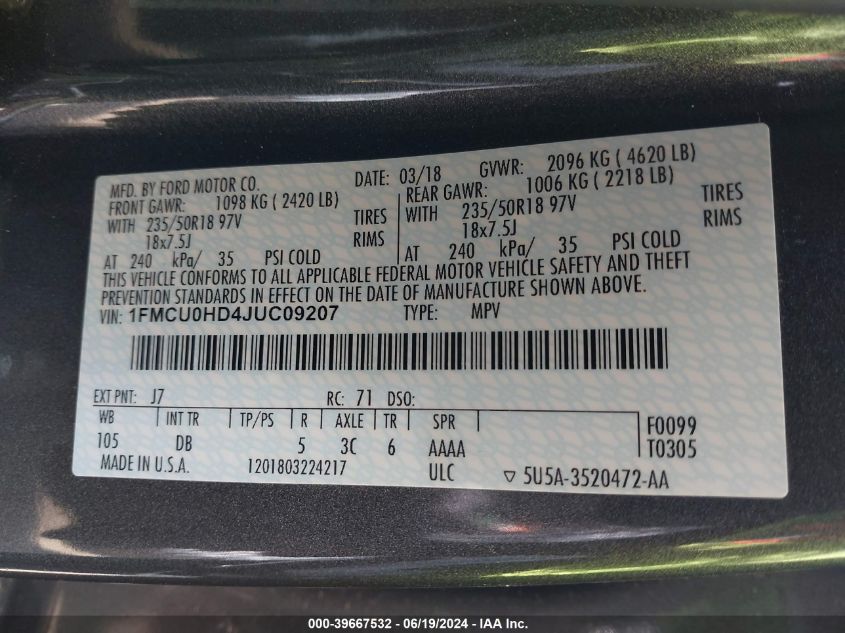 MFD. BY FORD MOTOR CO. DATE: 03/18 GVWR: 2096 KG ( 4620 LB)
FRONT GAWR: 1098 KG ( 2420 LB) REAR GAWR: 1006 KG ( 2218 LB)
WITH 235/50R18 97V TIRES WITH 235/50R18 97V TIRES
18x7.5J RIMS 18x7.5J RIMS
AT 240 kPa/ 35 PSI COLD AT 240 kPa/ 35 PSI COLD
THIS VEHICLE CONFORMS TO ALL APPLICABLE FEDERAL MOTOR VEHICLE SAFETY AND THEFT
PREVENTION STANDARDS IN EFFECT ON THE DATE OF MANUFACTURE SHOWN ABOVE.
VIN: 1FMCU0HD4JUC09207 TYPE: MPV
EXT PNT: J7 RC: 71 DSO:
WB INT TR TP/PS R AXLE TR SPR F0099
105 DB 5 3C 6 AAAA T0305
MADE IN U.S.A. 1201803224217 ULC ▽ 5U5A-3520472-AA
000-39667532 - 06/19/2024 - IAA Inc.